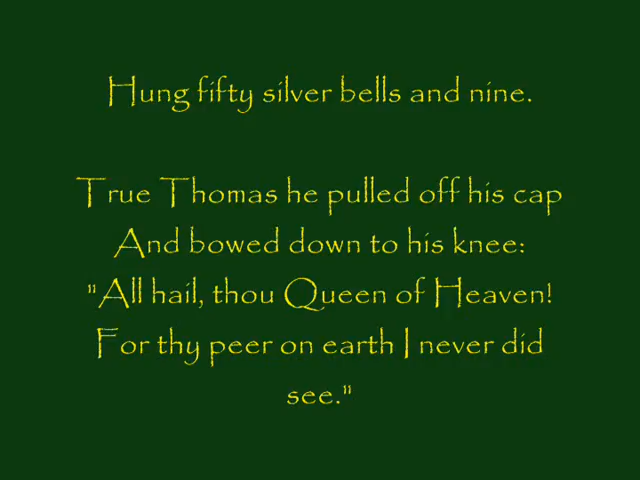 Hung fifty silver bells and nine.
True Thomas he pulled off his cap
And bowed down to his knee:
"All hail, thou Queen of Heaven!
For thy peer on earth I never did
see."